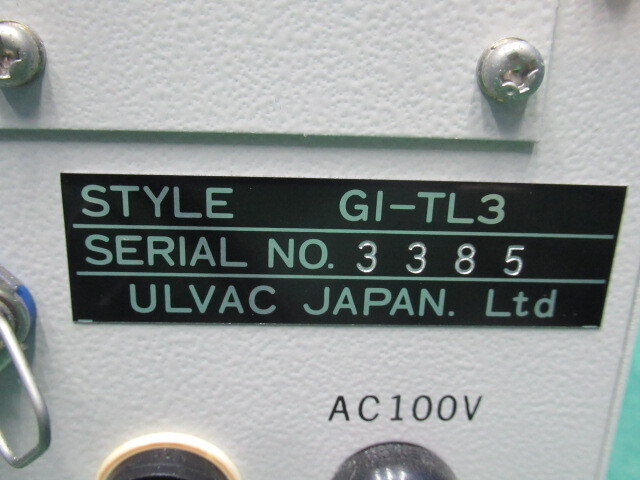 STYLE GI-TL3
SERIAL NO. 3385
ULVAC JAPAN. Ltd
AC100V